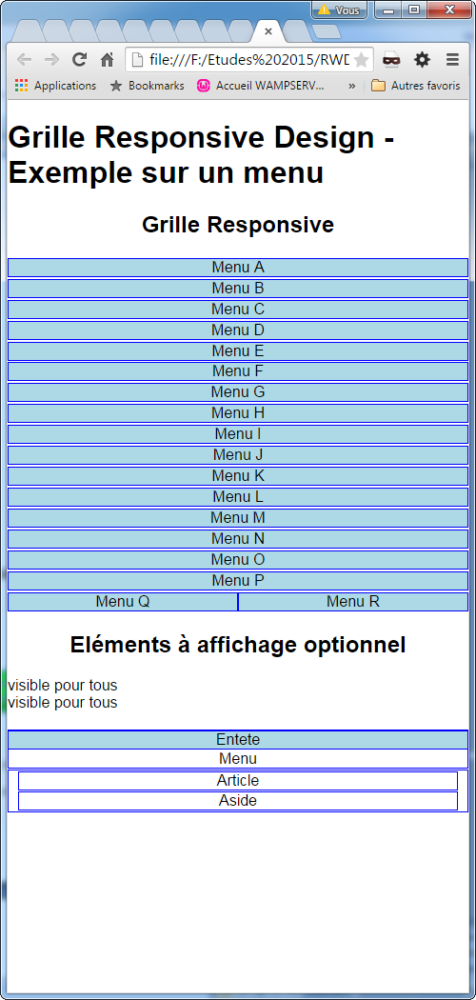 Vous
file:///F:/Etudes%202015/RWD
Applications Bookmarks Accueil WAMPSERV... » Autres favoris
Grille Responsive Design -
Exemple sur un menu
Grille Responsive
Menu A
Menu B
Menu C
Menu D
Menu E
Menu F
Menu G
Menu H
Menu I
Menu J
Menu K
Menu L
Menu M
Menu N
Menu O
Menu P
Menu Q Menu R
Eléments à affichage optionnel
visible pour tous
visible pour tous
Entete
Menu
Article
Aside